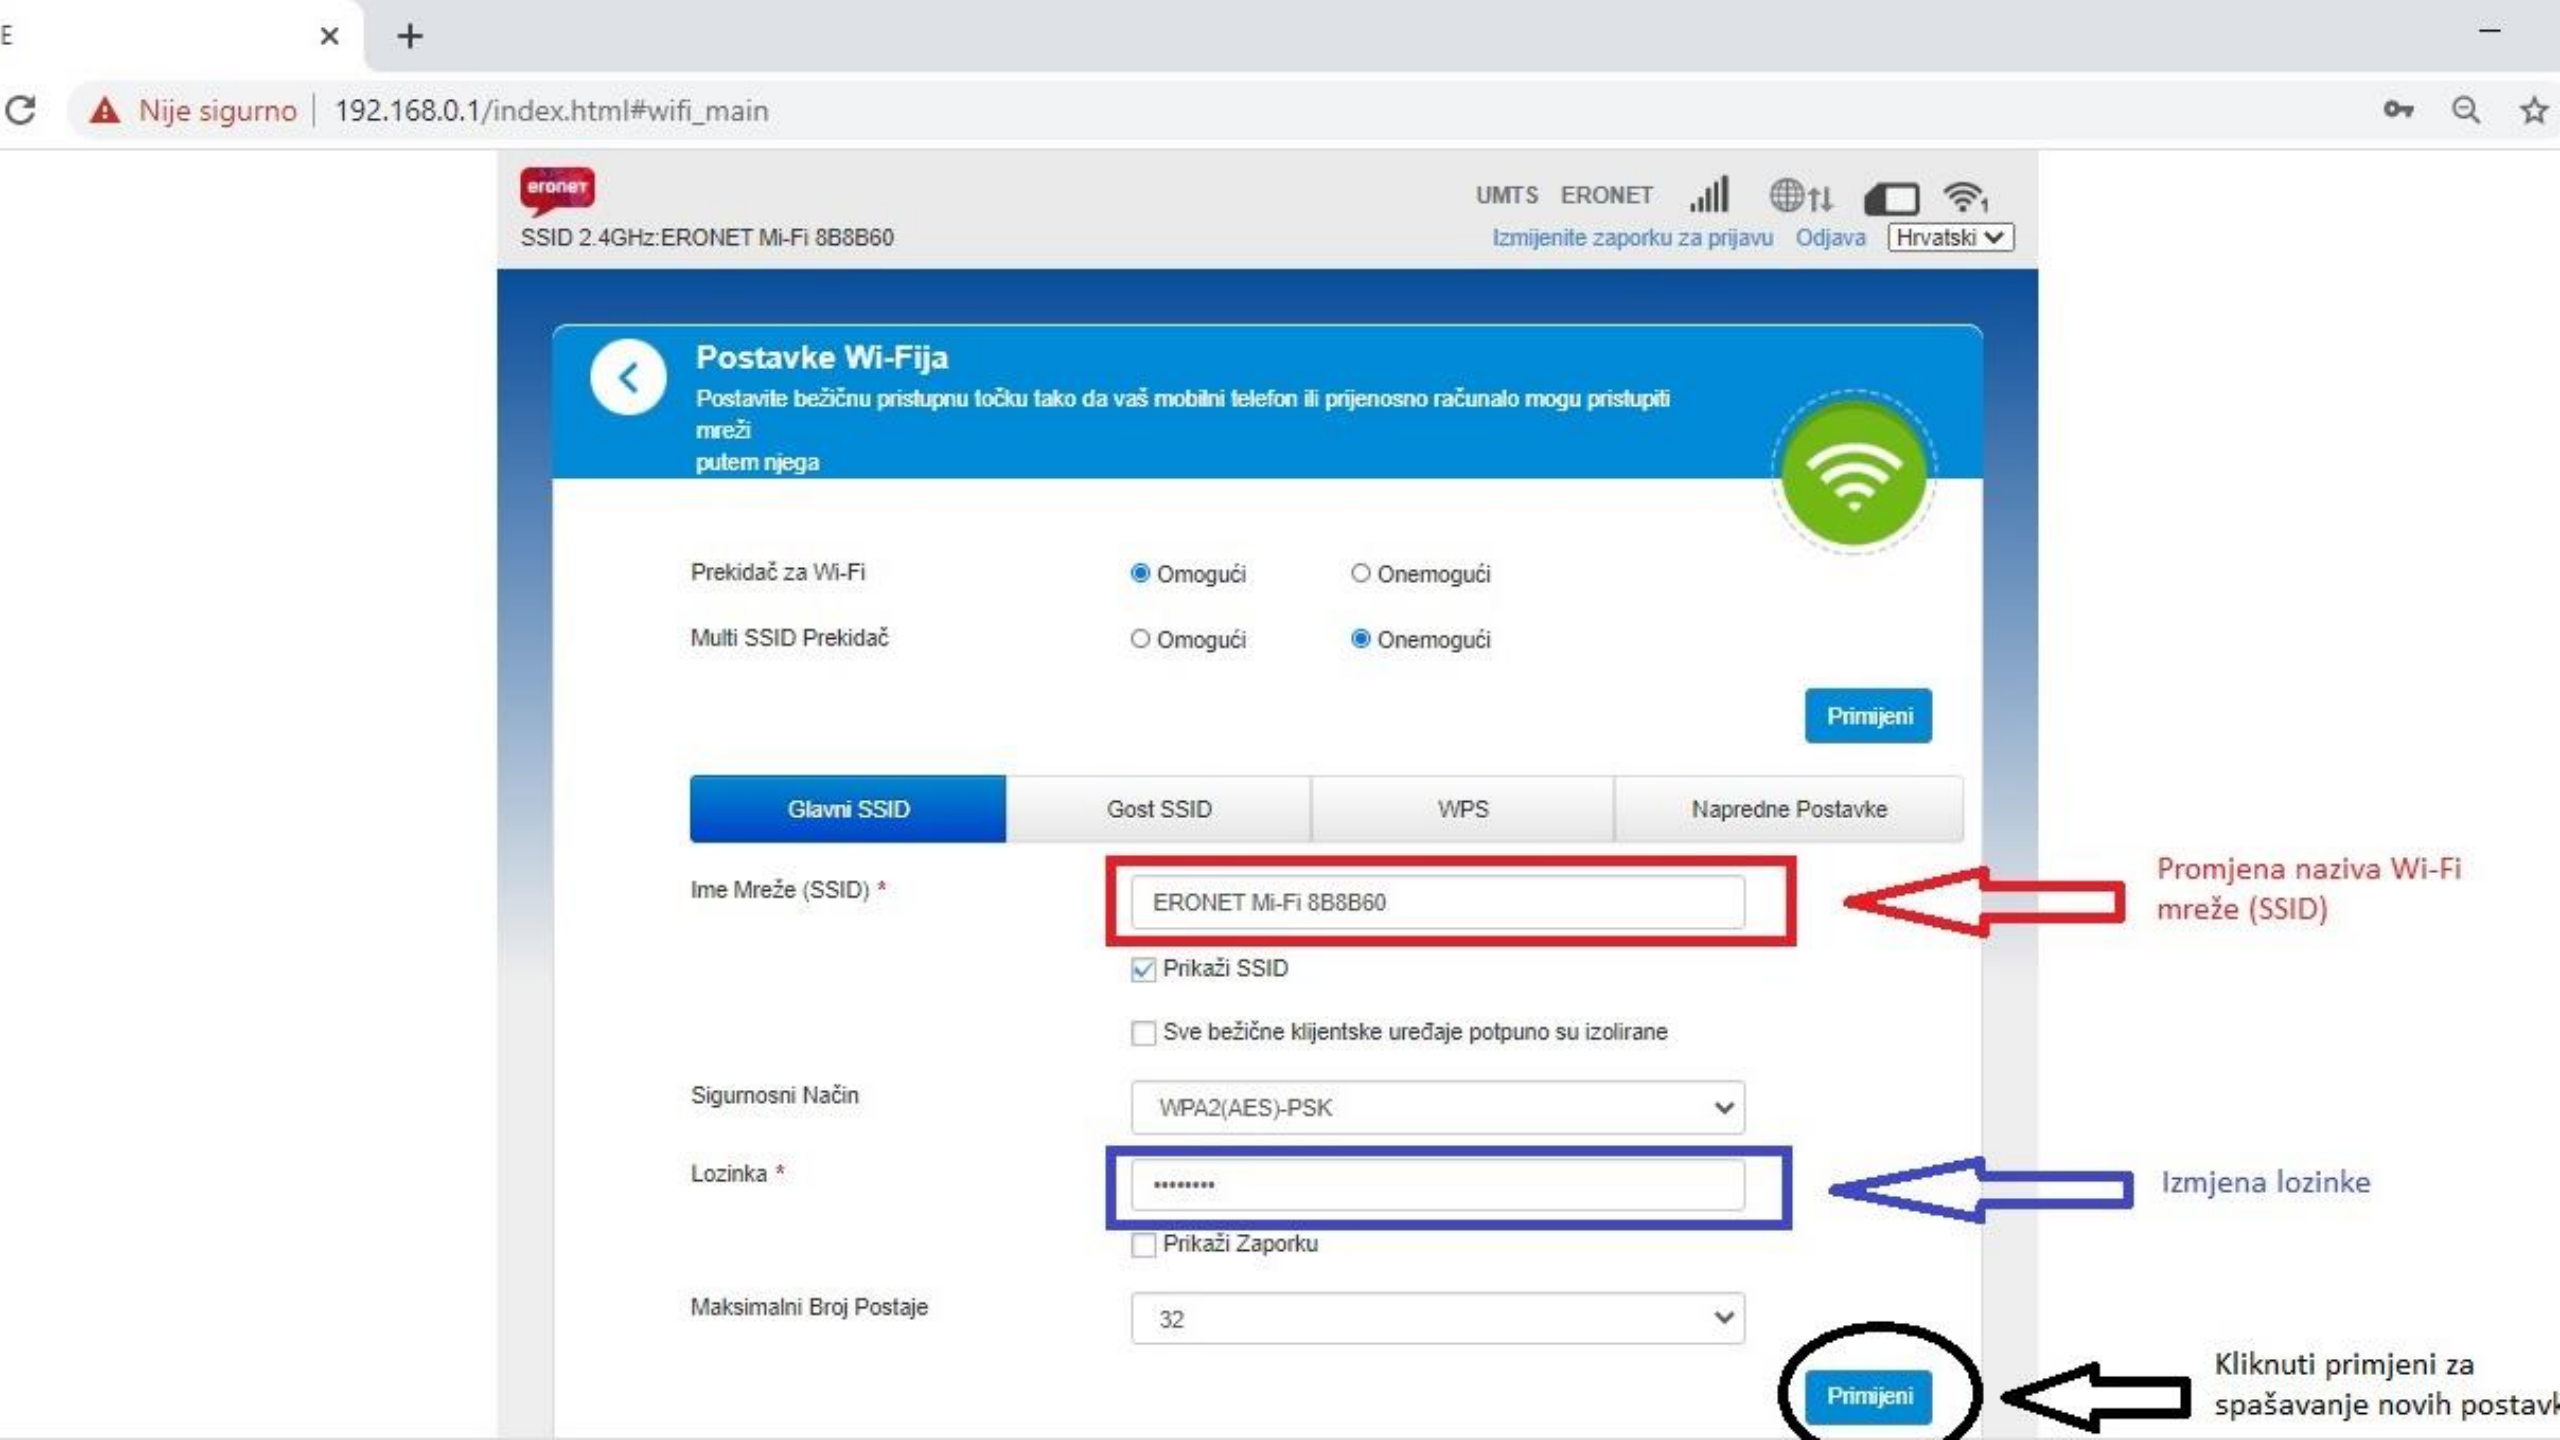 E
Nije sigurno | 192.168.0.1/index.html#wifi_main
eronet
UMTS ERONET
1
SSID 2.4GHz:ERONET Mi-Fi 8B8B60
Izmijenite zaporku za prijavu Odjava Hrvatski
Postavke Wi-Fija
Postavite bežičnu pristupnu točku tako da vaš mobilni telefon ili prijenosno računalo mogu pristupiti
mreži
putem njega
Prekidač za Wi-Fi Omogući Onemogući
Multi SSID Prekidač Omogući Onemogući
Primijeni
Glavni SSID Gost SSID WPS Napredne Postavke
Ime Mreže (SSID) * ERONET Mi-Fi 8B8B60
Promjena naziva Wi-Fi
mreže (SSID)
Prikaži SSID
Sve bežične klijentske uređaje potpuno su izolirane
Sigurnosni Način WPA2(AES)-PSK
Lozinka * ••••••••
Izmjena lozinke
Prikaži Zaporku
Maksimalni Broj Postaje 32
Primijeni
Kliknuti primjeni za
spašavanje novih postavk